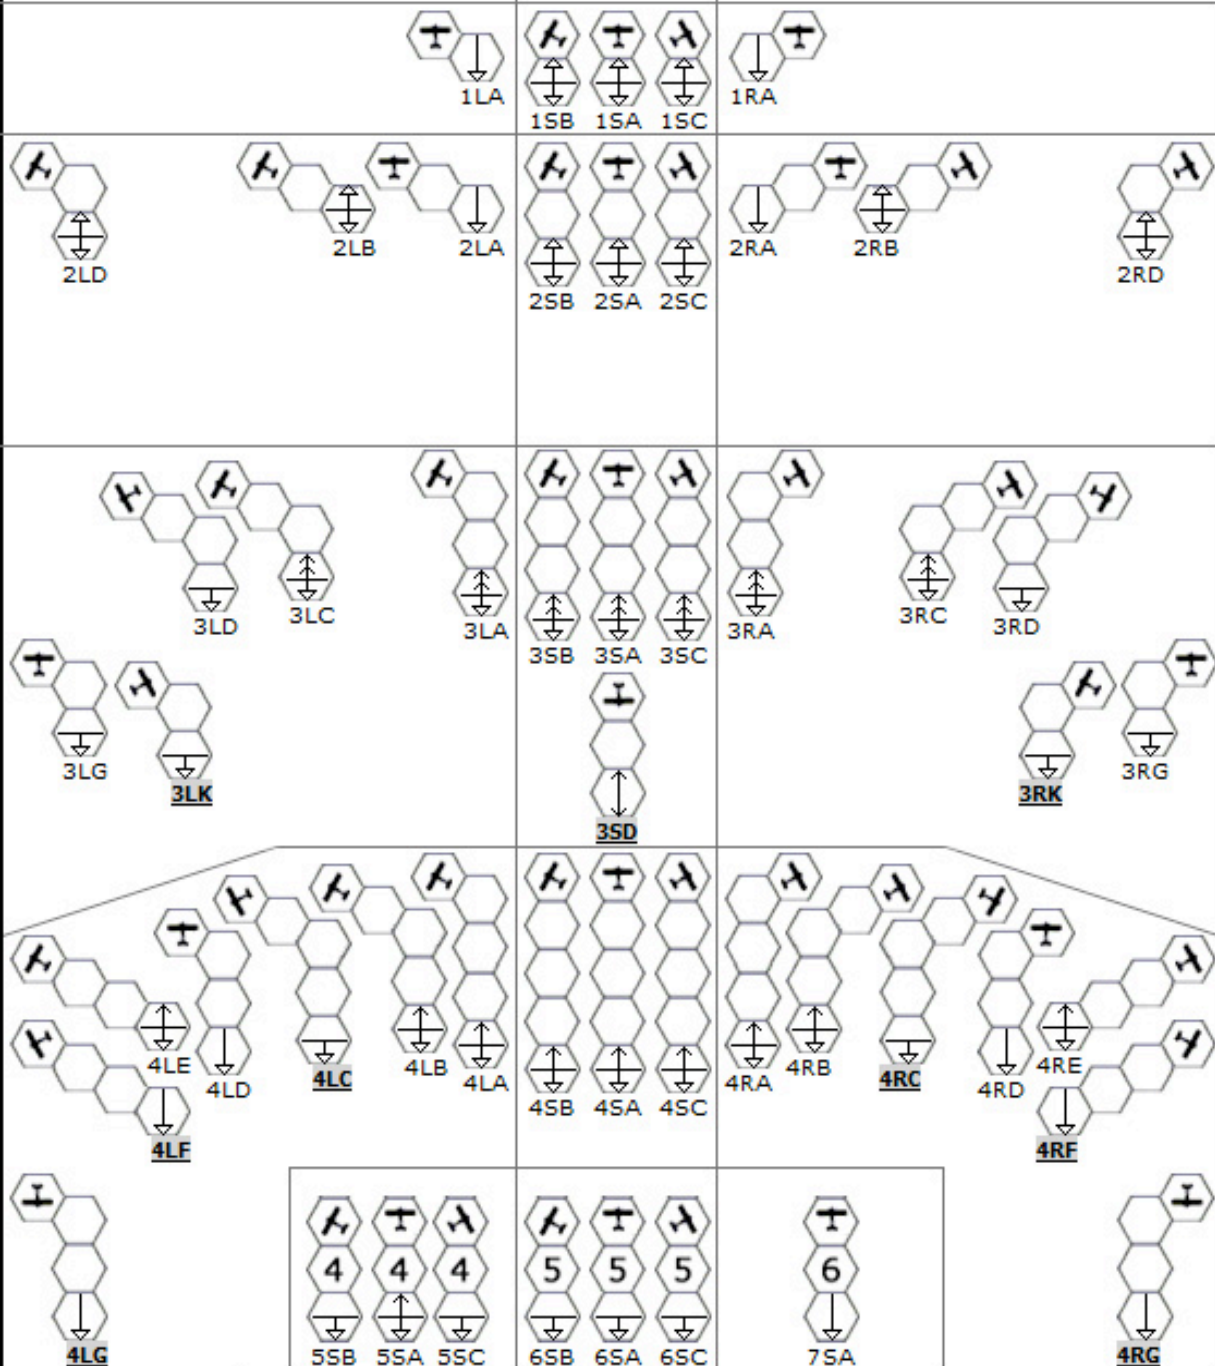 1LA 1RA
1SB 1SA 1SC
2LB 2LA 2RA 2RB
2LD 2RD
2SB 2SA 2SC
3LC 3RC
3LD 3LA 3RA 3RD
3SB 3SA 3SC
3LG 3RG
3LK 3RK
3SD
4LE 4LB 4RB 4RE
4LD 4LC 4LA 4RA 4RC 4RD
4SB 4SA 4SC
4LF 4RF
4 4 4 5 5 5 6
4LG 5SB 5SA 5SC 6SB 6SA 6SC 7SA 4RG